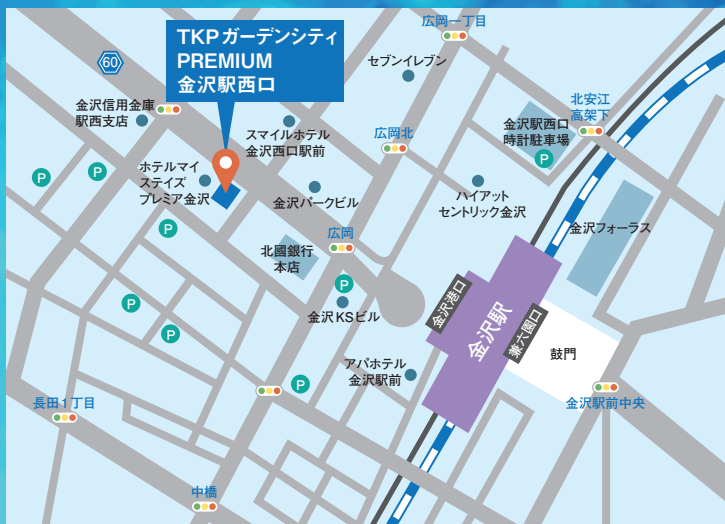 広岡一丁目
TKPガーデンシティ
PREMIUM
金沢駅西口
セブンイレブン
60
北安江
高架下
金沢信用金庫
駅西支店
スマイルホテル
金沢西口駅前
広岡北
金沢駅西口
時計駐車場
P
P
P
ホテルマイ
ステイズ
プレミア金沢
金沢パークビル
ハイアット
セントリック金沢
金沢フォーラス
P
広岡
北國銀行
本店
P
金沢港口
P
金沢KSビル
金沢駅
兼六園口
P
鼓門
アパホテル
金沢駅前
P
長田1丁目
金沢駅前中央
中橋